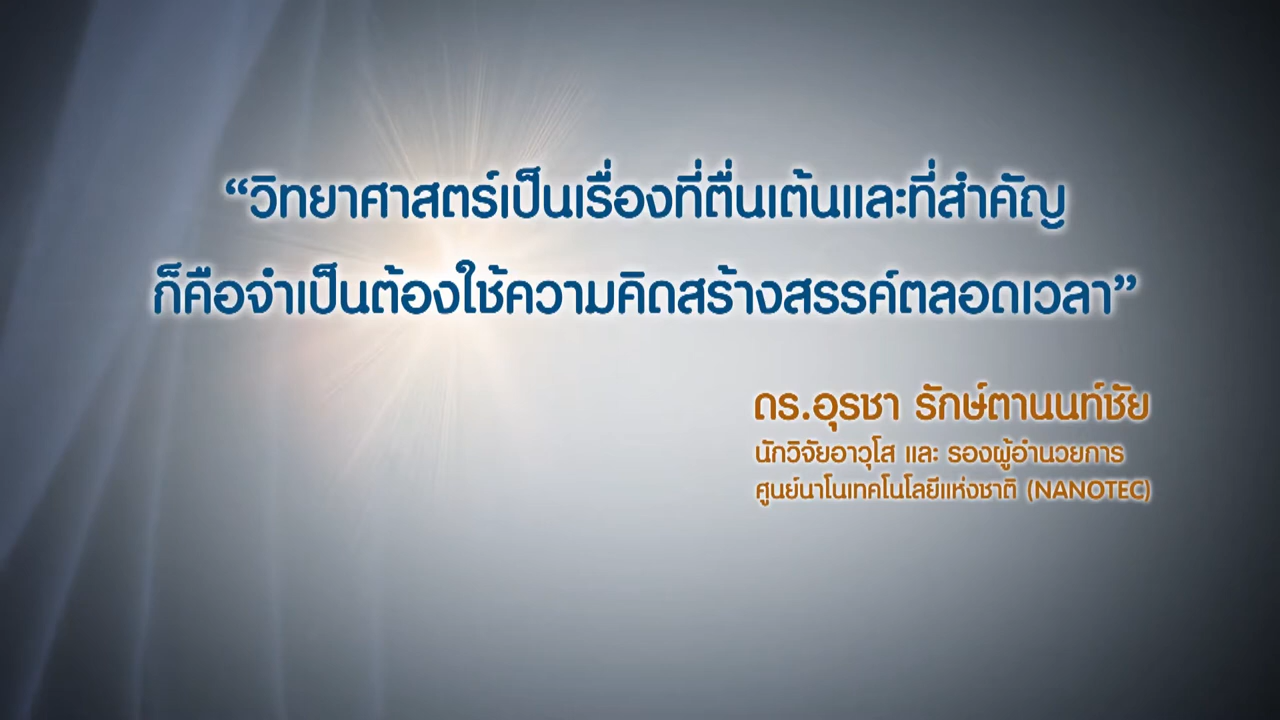 “วิทยาศาสตร์เป็นเรื่องที่ตื่นเต้นและที่สำคัญ
ก็คือจำเป็นต้องใช้ความคิดสร้างสรรค์ตลอดเวลา”
ดร.อุรชา รักษ์ตานนท์ชัย
นักวิจัยอาวุโส และ รองผู้อำนวยการ
ศูนย์นาโนเทคโนโลยีแห่งชาติ (NANOTEC)